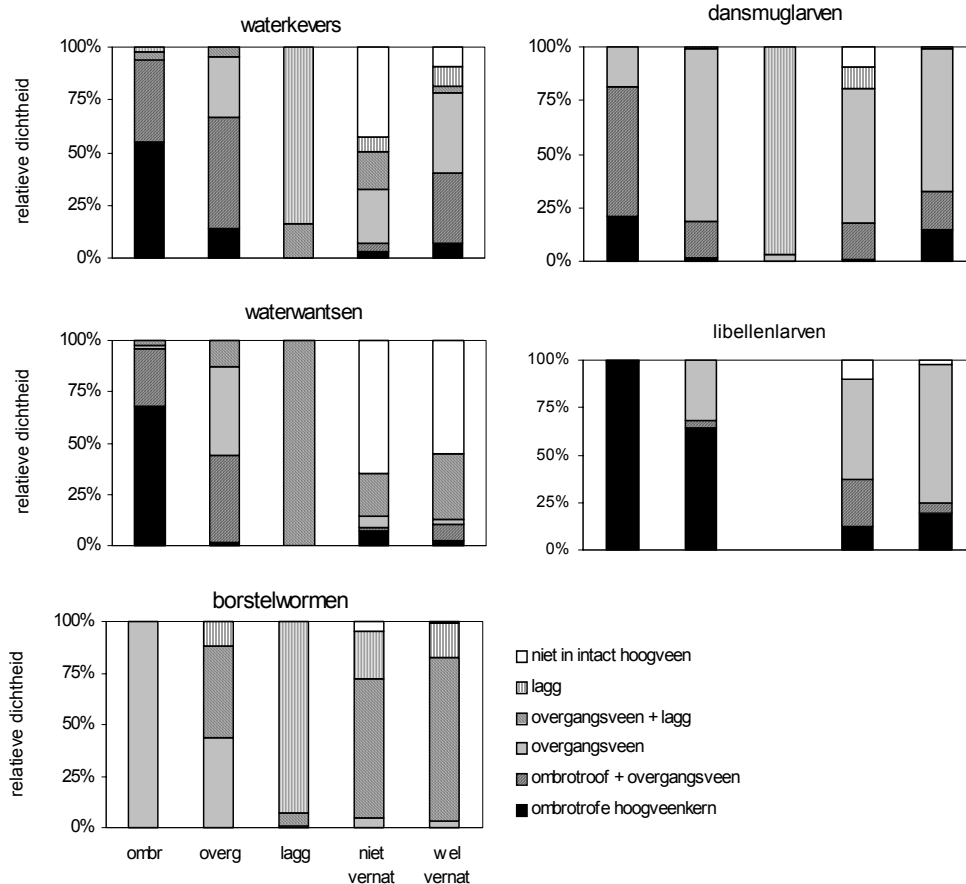 waterkevers
100%
75%
50%
25%
0%
relatieve dichtheid
dansmuglarven
100%
75%
50%
25%
0%
waterwantsen
100%
75%
50%
25%
0%
relatieve dichtheid
libellenlarven
100%
75%
50%
25%
0%
borstelwormen
100%
75%
50%
25%
0%
relatieve dichtheid
ombr overg lagg niet wel
vernat vernat
niet in intact hoogveen
lagg
overgangsveen + lagg
overgangsveen
ombrotroof + overgangsveen
ombrotrofe hoogveenkern